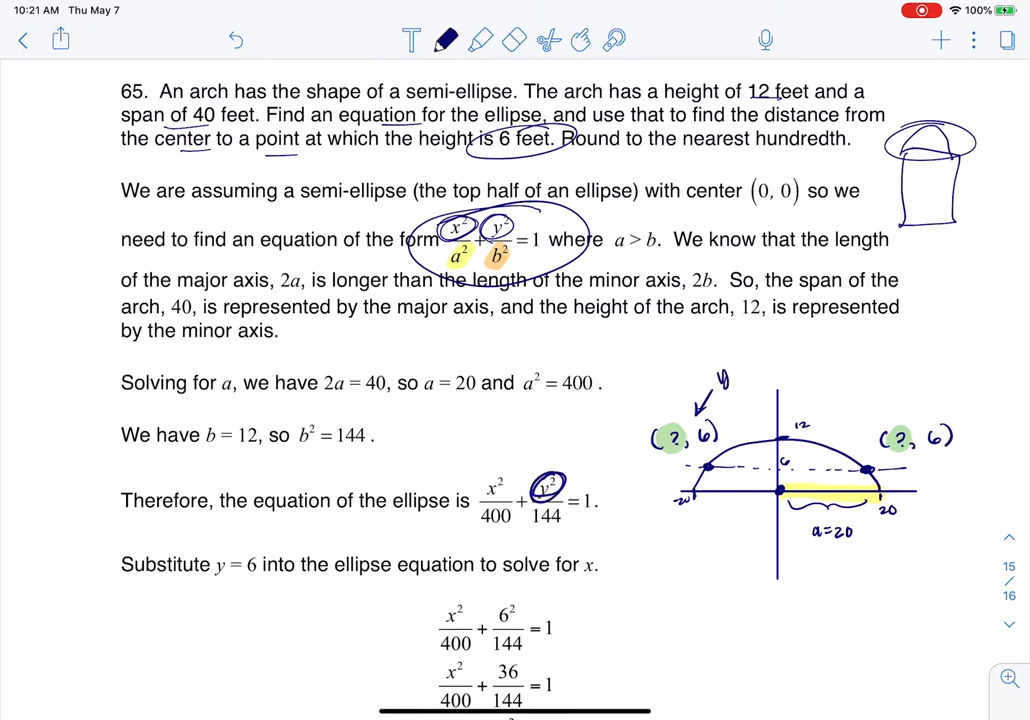 10:21 AM Thu May 7
100%
T
65. An arch has the shape of a semi-ellipse. The arch has a height of 12 feet and a
span of 40 feet. Find an equation for the ellipse, and use that to find the distance from
the center to a point at which the height is 6 feet. Round to the nearest hundredth.
We are assuming a semi-ellipse (the top half of an ellipse) with center (0, 0) so we
need to find an equation of the form x²/a² + y²/b² = 1 where a > b. We know that the length
of the major axis, 2a, is longer than the length of the minor axis, 2b. So, the span of the
arch, 40, is represented by the major axis, and the height of the arch, 12, is represented
by the minor axis.
Solving for a, we have 2a = 40, so a = 20 and a² = 400 .
y
We have b = 12, so b² = 144 .
(?, 6)
12
(?, 6)
6
Therefore, the equation of the ellipse is x²/400 + y²/144 = 1.
-20
20
a=20
Substitute y = 6 into the ellipse equation to solve for x.
x²/400 + 6²/144 = 1
x²/400 + 36/144 = 1
15
/
16